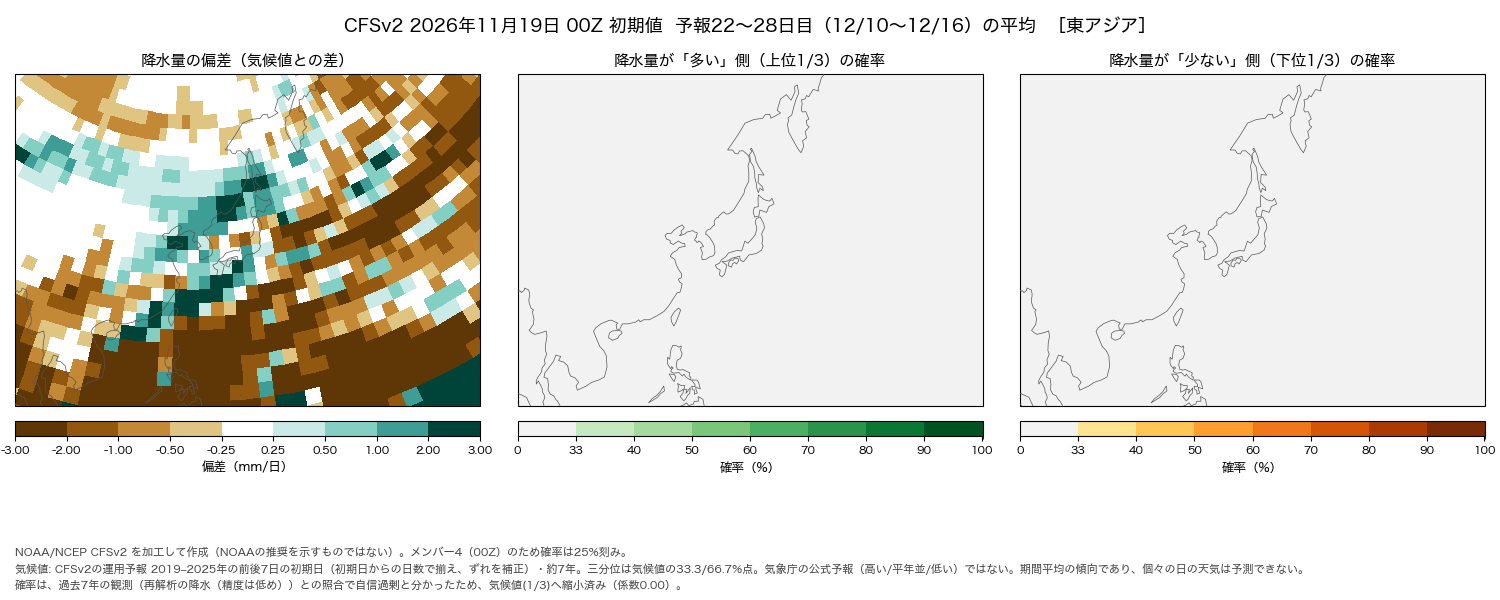 CFSv2 2026年11月19日 00Z 初期値 予報22〜28日目（12/10〜12/16）の平均 ［東アジア］
降水量の偏差（気候値との差）
降水量が「多い」側（上位1/3）の確率
降水量が「少ない」側（下位1/3）の確率
-3.00 -2.00 -1.00 -0.50 -0.25 0.25 0.50 1.00 2.00 3.00
偏差（mm/日）
0 33 40 50 60 70 80 90 100
確率（%）
0 33 40 50 60 70 80 90 100
確率（%）
NOAA/NCEP CFSv2 を加工して作成（NOAAの推奨を示すものではない）。メンバー4（00Z）のため確率は25%刻み。
気候値: CFSv2の運用予報 2019–2025年の前後7日の初期日（初期日からの日数で揃え、ずれを補正）・約7年。三分位は気候値の33.3/66.7%点。気象庁の公式予報（高い/平年並/低い）ではない。期間平均の傾向であり、個々の日の天気は予測できない。
確率は、過去7年の観測（再解析の降水（精度は低め））との照合で自信過剰と分かったため、気候値(1/3)へ縮小済み（係数0.00）。